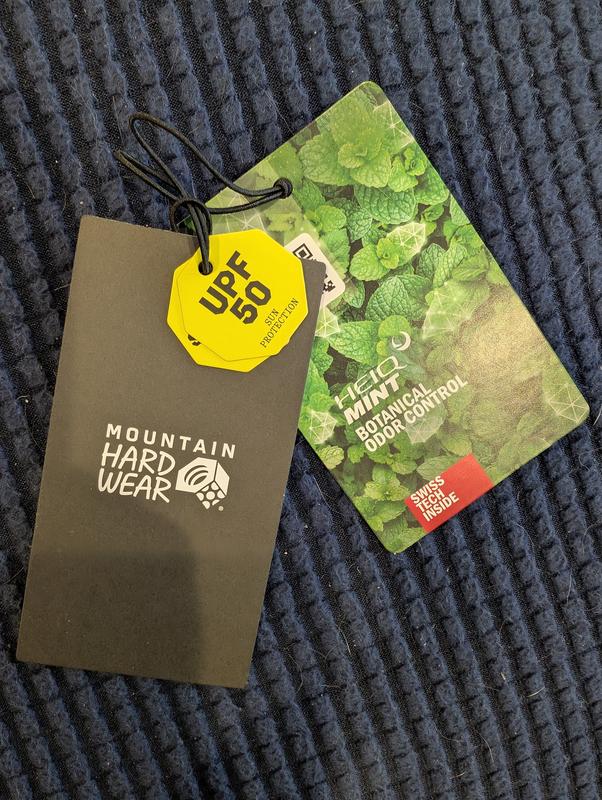 UPF
50
SUN
PROTECTION
MOUNTAIN
HARD
WEAR
HEIQ
MINT
BOTANICAL
ODOR CONTROL
SWISS
TECH
INSIDE